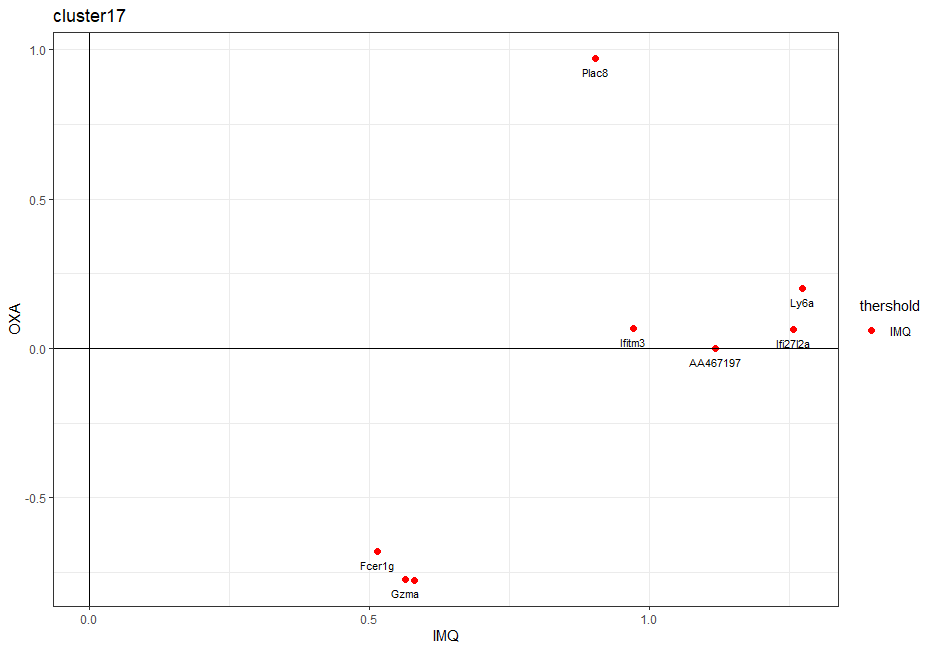 cluster17
1.0
Plac8
0.5
Ly6a
thershold
Ifitm3
Ifi27l2a
IMQ
OXA
0.0
AA467197
-0.5
Fcer1g
Gzma
0.0
0.5
1.0
IMQ